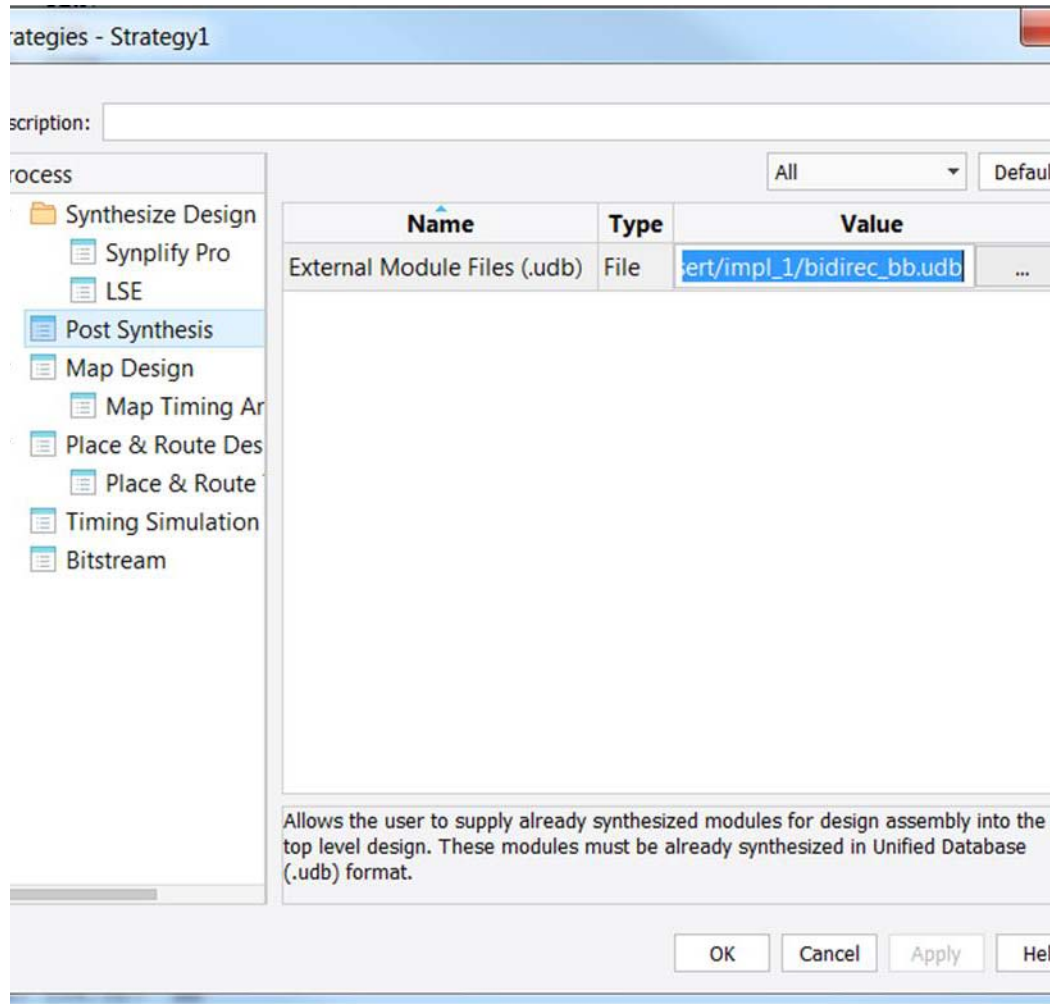 rategies - Strategy1
scription:
rocess
All
Defaul
Synthesize Design
Synplify Pro
LSE
Post Synthesis
Map Design
Map Timing Ar
Place & Route Des
Place & Route
Timing Simulation
Bitstream
Name Type Value
External Module Files (.udb) File sert/impl_1/bidirec_bb.udb ...
Allows the user to supply already synthesized modules for design assembly into the
top level design. These modules must be already synthesized in Unified Database
(.udb) format.
OK Cancel Apply Hel